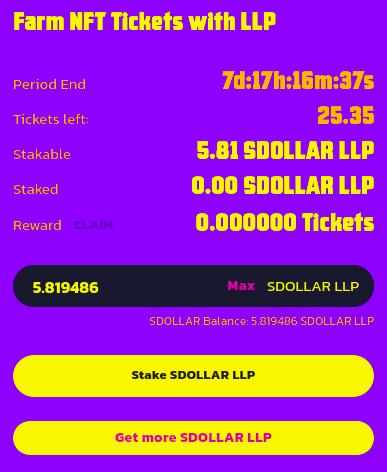 Farm NFT Tickets with LLP
Period End 7d:17h:16m:37s
Tickets left: 25.35
Stakable 5.81 SDOLLAR LLP
Staked 0.00 SDOLLAR LLP
Reward CLAIM 0.000000 Tickets
5.819486 Max SDOLLAR LLP
SDOLLAR Balance: 5.819486 SDOLLAR LLP
Stake SDOLLAR LLP
Get more SDOLLAR LLP